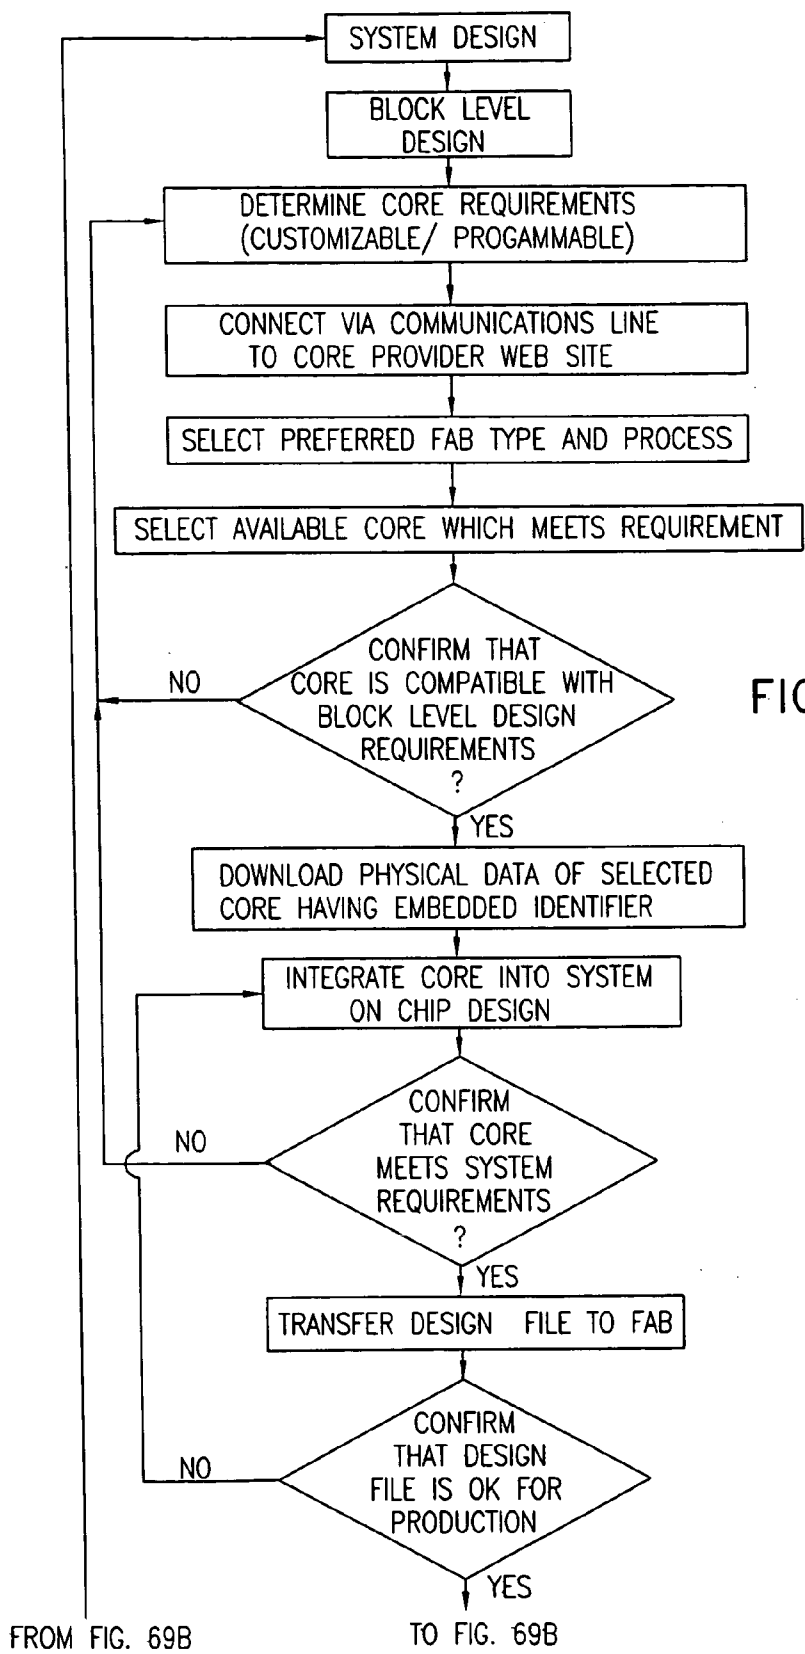 SYSTEM DESIGN
BLOCK LEVEL
DESIGN
DETERMINE CORE REQUIREMENTS
(CUSTOMIZABLE/ PROGAMMABLE)
CONNECT VIA COMMUNICATIONS LINE
TO CORE PROVIDER WEB SITE
SELECT PREFERRED FAB TYPE AND PROCESS
SELECT AVAILABLE CORE WHICH MEETS REQUIREMENT
CONFIRM THAT
CORE IS COMPATIBLE WITH
BLOCK LEVEL DESIGN
REQUIREMENTS
?
NO
FIG
YES
DOWNLOAD PHYSICAL DATA OF SELECTED
CORE HAVING EMBEDDED IDENTIFIER
INTEGRATE CORE INTO SYSTEM
ON CHIP DESIGN
CONFIRM
THAT CORE
MEETS SYSTEM
REQUIREMENTS
?
NO
YES
TRANSFER DESIGN FILE TO FAB
CONFIRM
THAT DESIGN
FILE IS OK FOR
PRODUCTION
NO
YES
FROM FIG. 69B
TO FIG. 69B